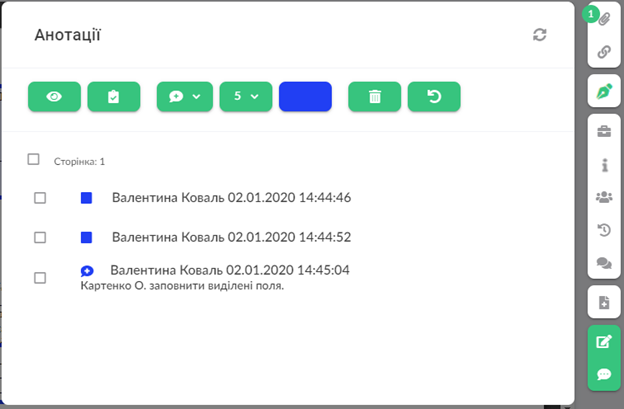 Анотації
1
5
Сторінка: 1
Валентина Коваль 02.01.2020 14:44:46
Валентина Коваль 02.01.2020 14:44:52
Валентина Коваль 02.01.2020 14:45:04
Картенко О. заповнити виділені поля.